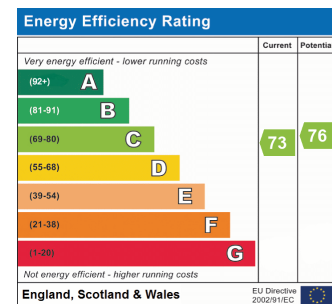 Energy Efficiency Rating
Current Potentia
Very energy efficient - lower running costs
(92+) A
(81-91) B
(69-80) C
73 76
(55-68) D
(39-54) E
(21-38) F
(1-20) G
Not energy efficient - higher running costs
England, Scotland & Wales
EU Directive
2002/91/EC